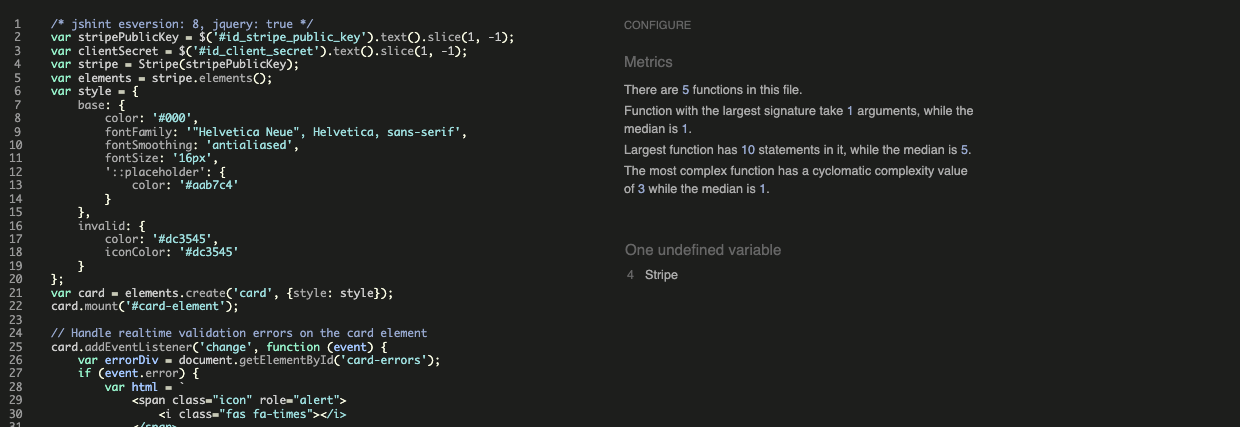 1 /* jshint esversion: 8, jquery: true */
2 var stripePublicKey = $('#id_stripe_public_key').text().slice(1, -1);
3 var clientSecret = $('#id_client_secret').text().slice(1, -1);
4 var stripe = Stripe(stripePublicKey);
5 var elements = stripe.elements();
6 var style = {
7 base: {
8 color: '#000',
9 fontFamily: '"Helvetica Neue", Helvetica, sans-serif',
10 fontSmoothing: 'antialiased',
11 fontSize: '16px',
12 '::placeholder': {
13 color: '#aab7c4'
14 }
15 },
16 invalid: {
17 color: '#dc3545',
18 iconColor: '#dc3545'
19 }
20 };
21 var card = elements.create('card', {style: style});
22 card.mount('#card-element');
23
24 // Handle realtime validation errors on the card element
25 card.addEventListener('change', function (event) {
26 var errorDiv = document.getElementById('card-errors');
27 if (event.error) {
28 var html = `
29 <span class="icon" role="alert">
30 <i class="fas fa-times"></i>
31 </span>
CONFIGURE
Metrics
There are 5 functions in this file.
Function with the largest signature take 1 arguments, while the
median is 1.
Largest function has 10 statements in it, while the median is 5.
The most complex function has a cyclomatic complexity value
of 3 while the median is 1.
One undefined variable
4 Stripe